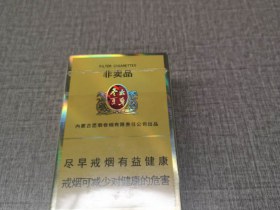 FILTER CIGARETTES
非卖品
内蒙古昆明卷烟有限责任公司出品
尽早戒烟有益健康
戒烟可减少对健康的危害